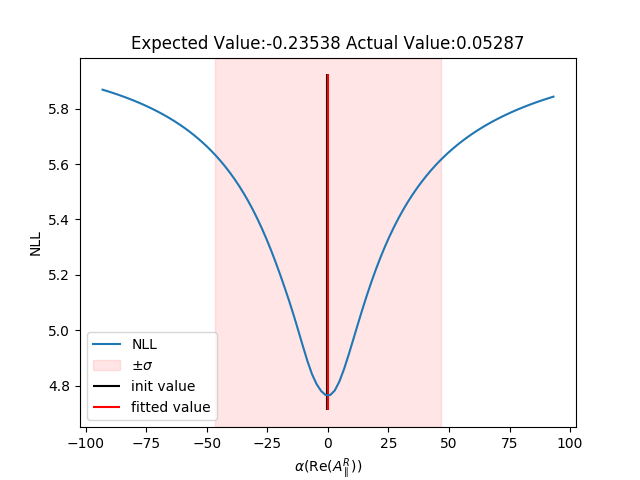 Expected Value:-0.23538 Actual Value:0.05287
NLL
5.8
5.6
5.4
5.2
5.0
4.8
NLL
±σ
init value
fitted value
−100 −75 −50 −25 0 25 50 75 100
α(Re(A∥ᴿ))